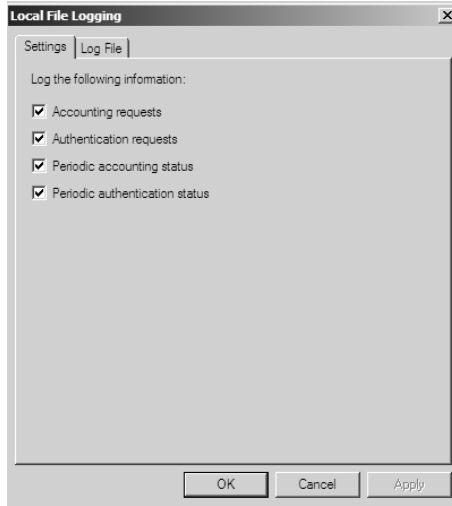 Local File Logging
Settings Log File
Log the following information:
Accounting requests
Authentication requests
Periodic accounting status
Periodic authentication status
OK Cancel Apply